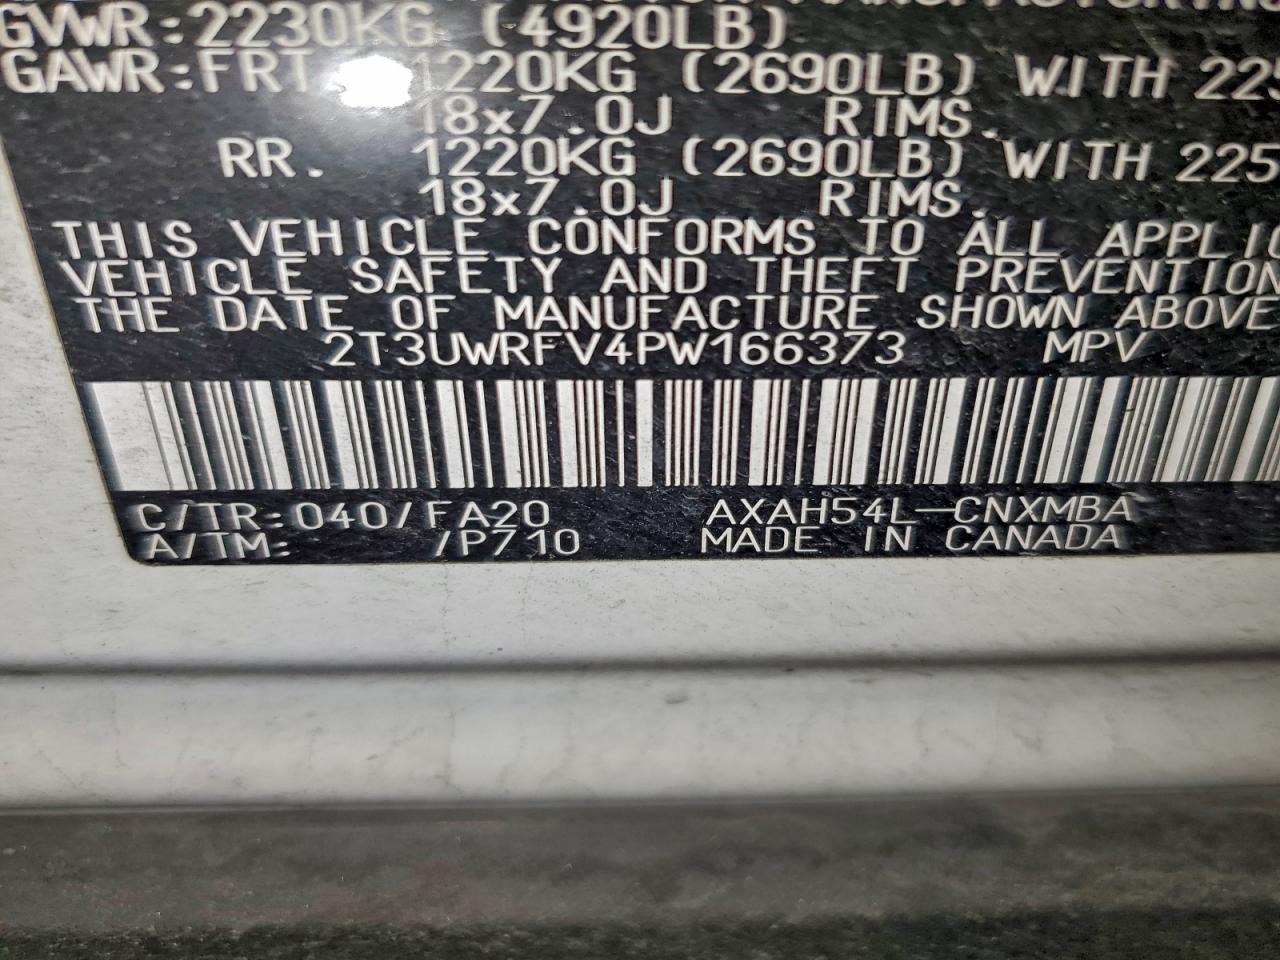 GVWR:2230KG (4920LB)
GAWR:FRT 1220KG (2690LB) WITH 225
18x7.0J RIMS.
RR. 1220KG (2690LB) WITH 225
18x7.0J RIMS.
THIS VEHICLE CONFORMS TO ALL APPLIC
VEHICLE SAFETY AND THEFT PREVENTION
THE DATE OF MANUFACTURE SHOWN ABOVE
2T3UWRFV4PW166373 MPV
C/TR:040/FA20 AXAH54L-CNXMBA
A/TM: /P710 MADE IN CANADA